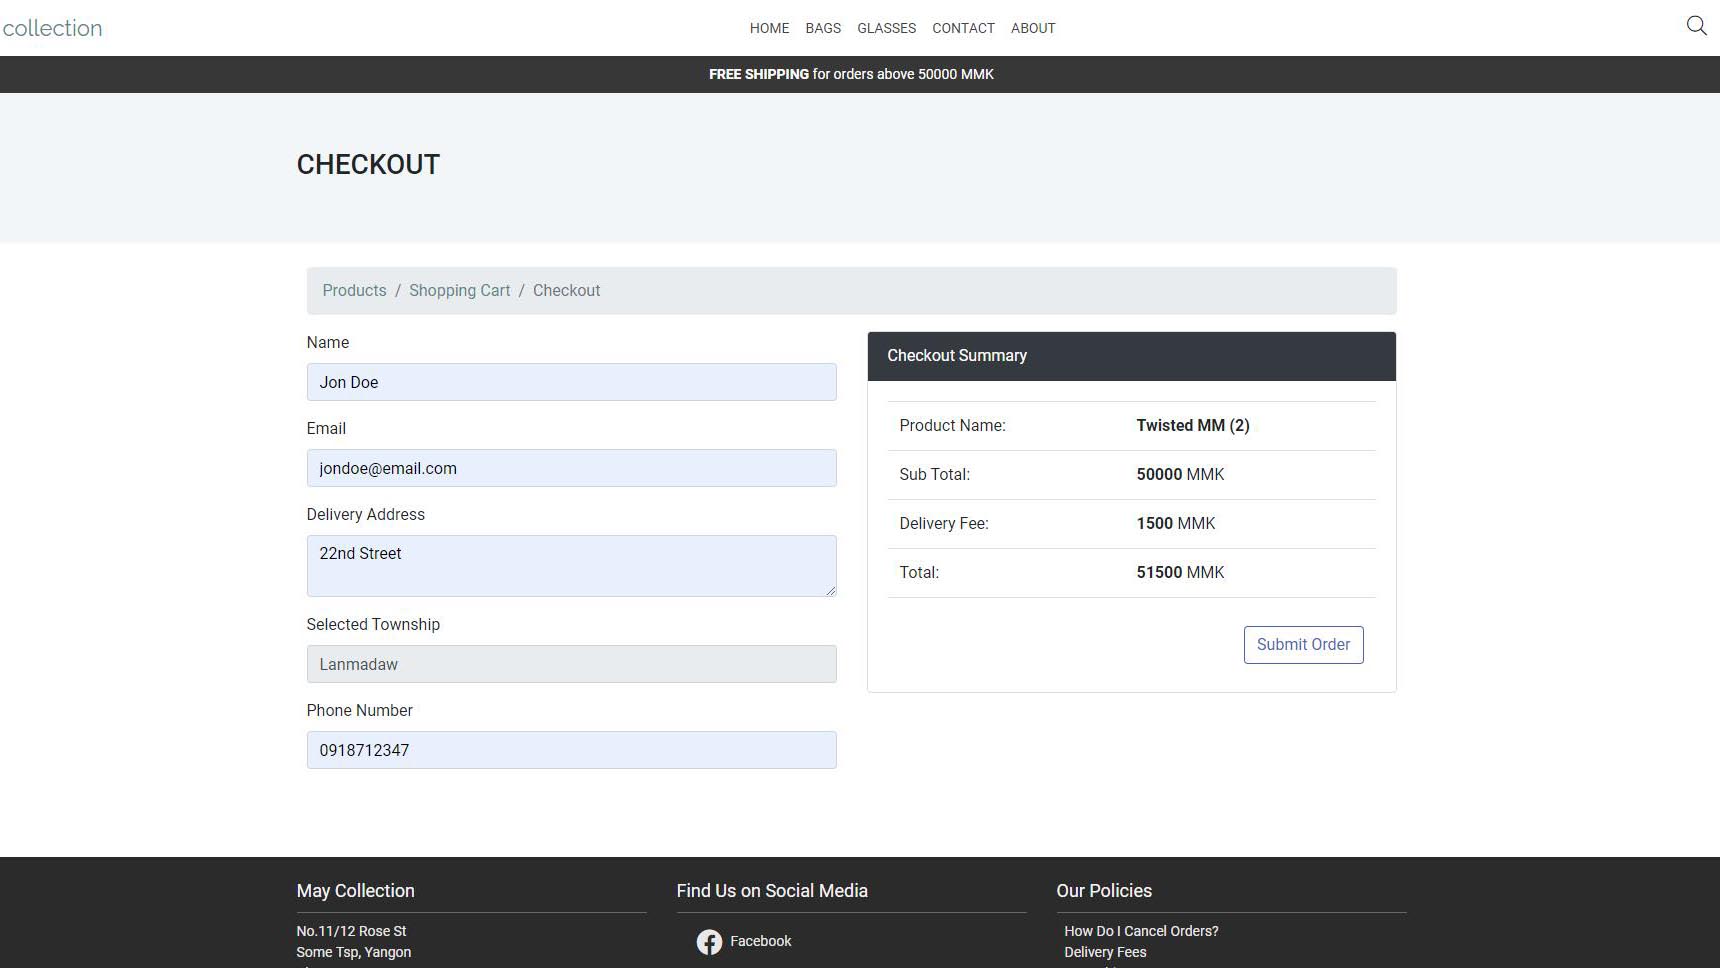 collection
HOME BAGS GLASSES CONTACT ABOUT
FREE SHIPPING for orders above 50000 MMK
CHECKOUT
Products / Shopping Cart / Checkout
Name
Jon Doe
Email
jondoe@email.com
Delivery Address
22nd Street
Selected Township
Lanmadaw
Phone Number
0918712347
Checkout Summary
Product Name: Twisted MM (2)
Sub Total: 50000 MMK
Delivery Fee: 1500 MMK
Total: 51500 MMK
Submit Order
May Collection
No.11/12 Rose St
Some Tsp, Yangon
Find Us on Social Media
Facebook
Our Policies
How Do I Cancel Orders?
Delivery Fees